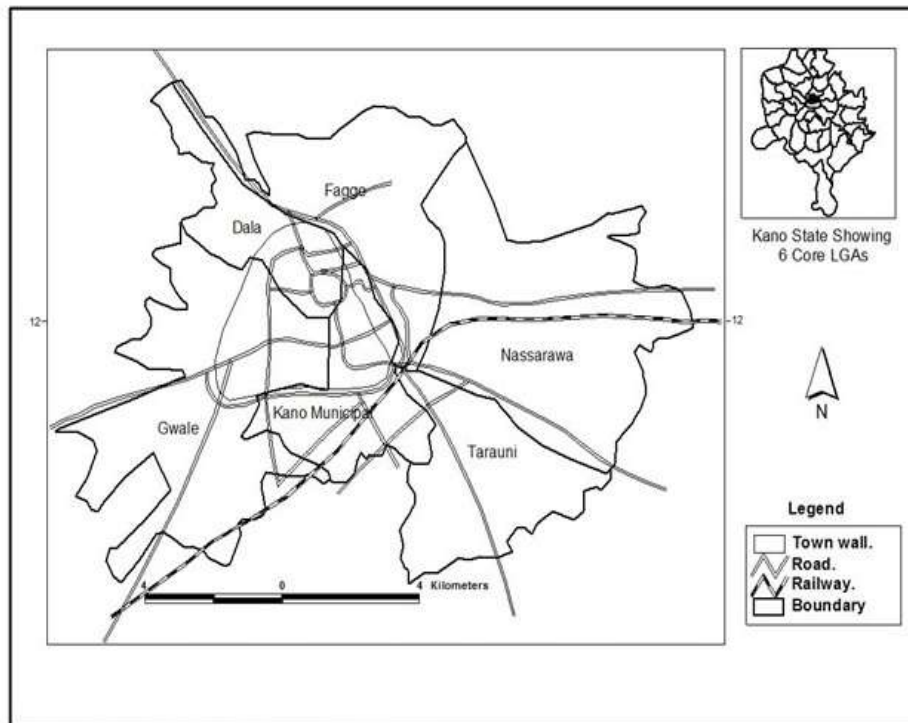 Fagge
Dala
Kano State Showing
6 Core LGAs
12
12
Nassarawa
N
Kano Municipal
Gwale
Tarauni
Legend
Town wall.
Road.
Railway.
Boundary
4
0
4 Kilometers